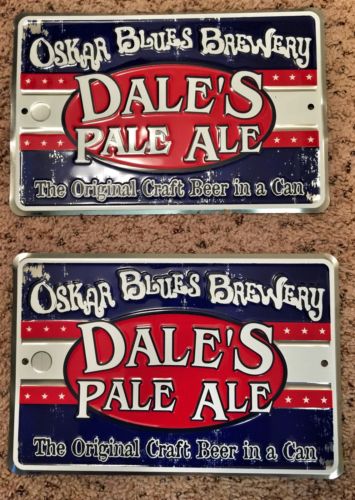 Oskar Blues Brewery
Dale's
Pale Ale
The Original Craft Beer in a Can
Oskar Blues Brewery
Dale's
Pale Ale
The Original Craft Beer in a Can